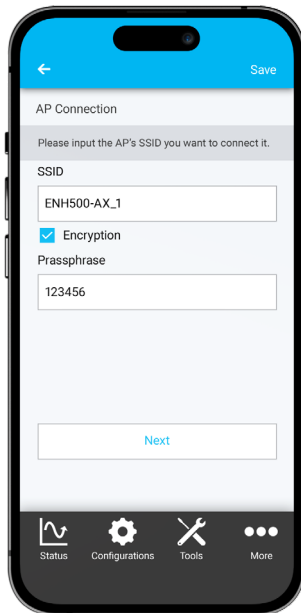 Save
AP Connection
Please input the AP's SSID you want to connect it.
SSID
ENH500-AX_1
Encryption
Prassphrase
123456
Next
Status Configurations Tools More